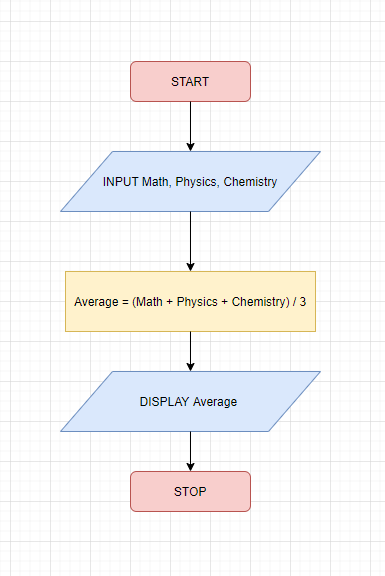 START
INPUT Math, Physics, Chemistry
Average = (Math + Physics + Chemistry) / 3
DISPLAY Average
STOP